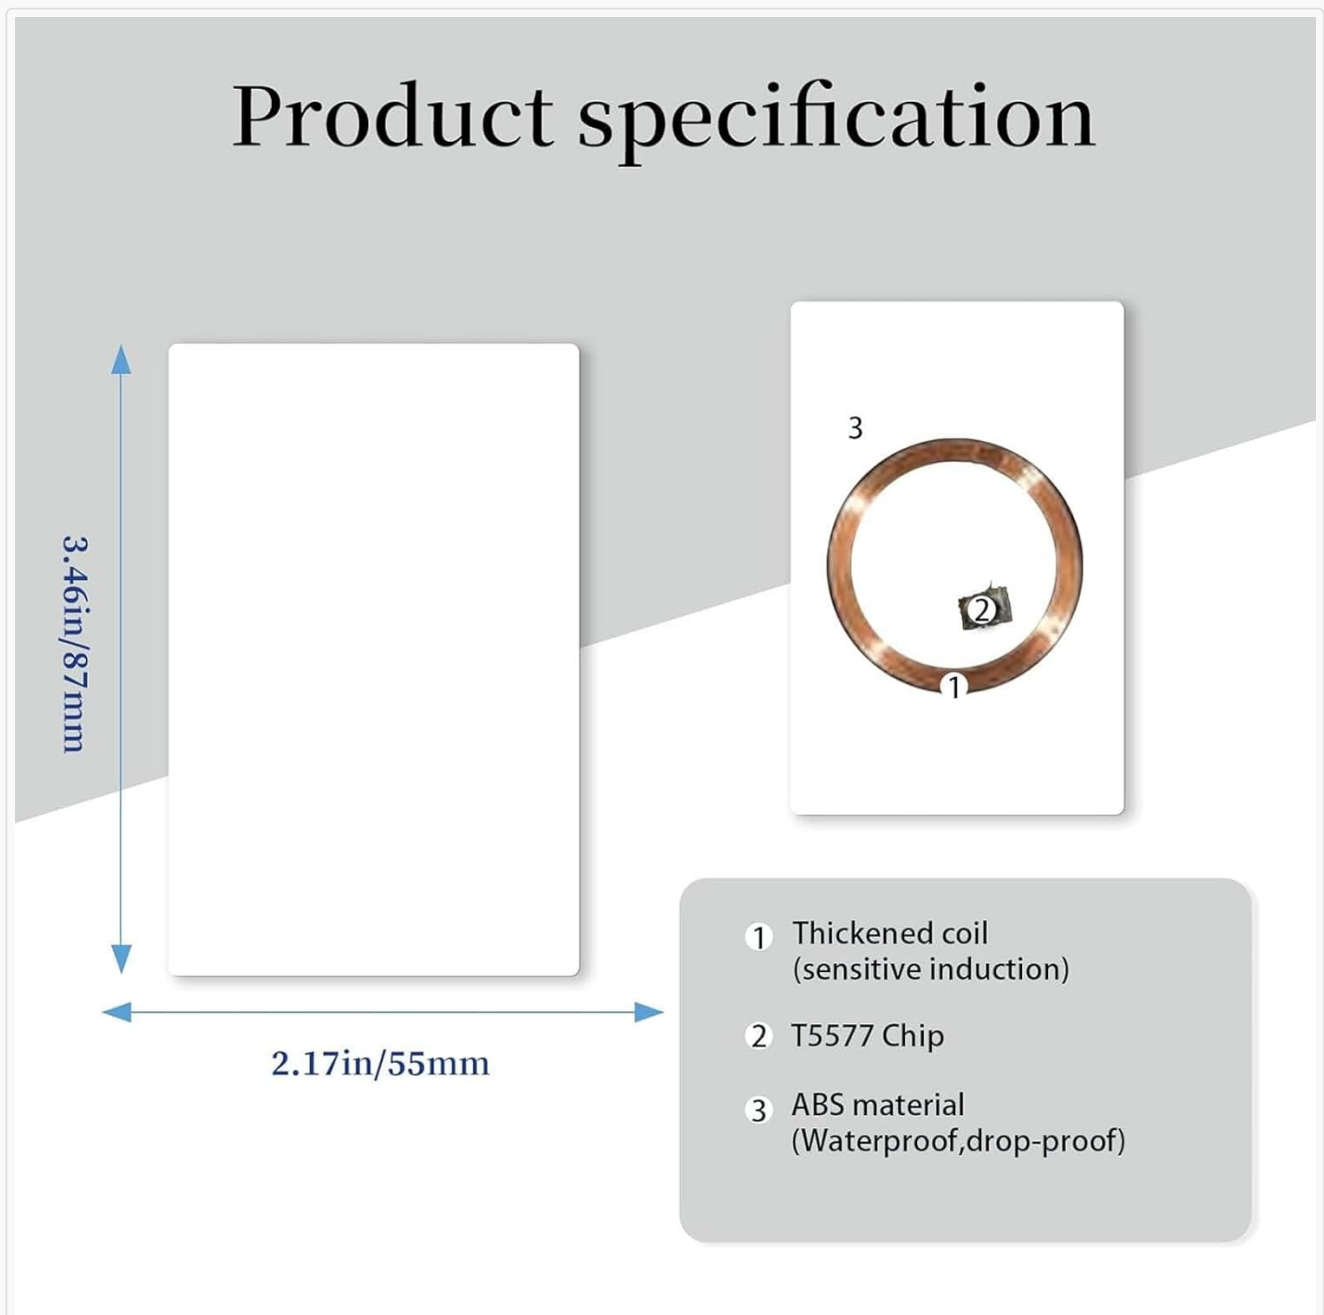 Product specification
3.46in/87mm
3
2
1
2.17in/55mm
1 Thickened coil
(sensitive induction)
2 T5577 Chip
3 ABS material
(Waterproof,drop-proof)